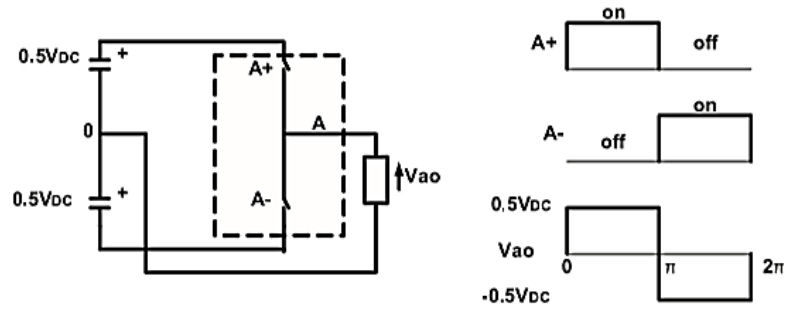 0.5VDC
+
A+
0
A
Vao
A-
0.5VDC
+
on
A+
off
on
A-
off
0.5VDC
Vao
0
π
2π
-0.5VDC